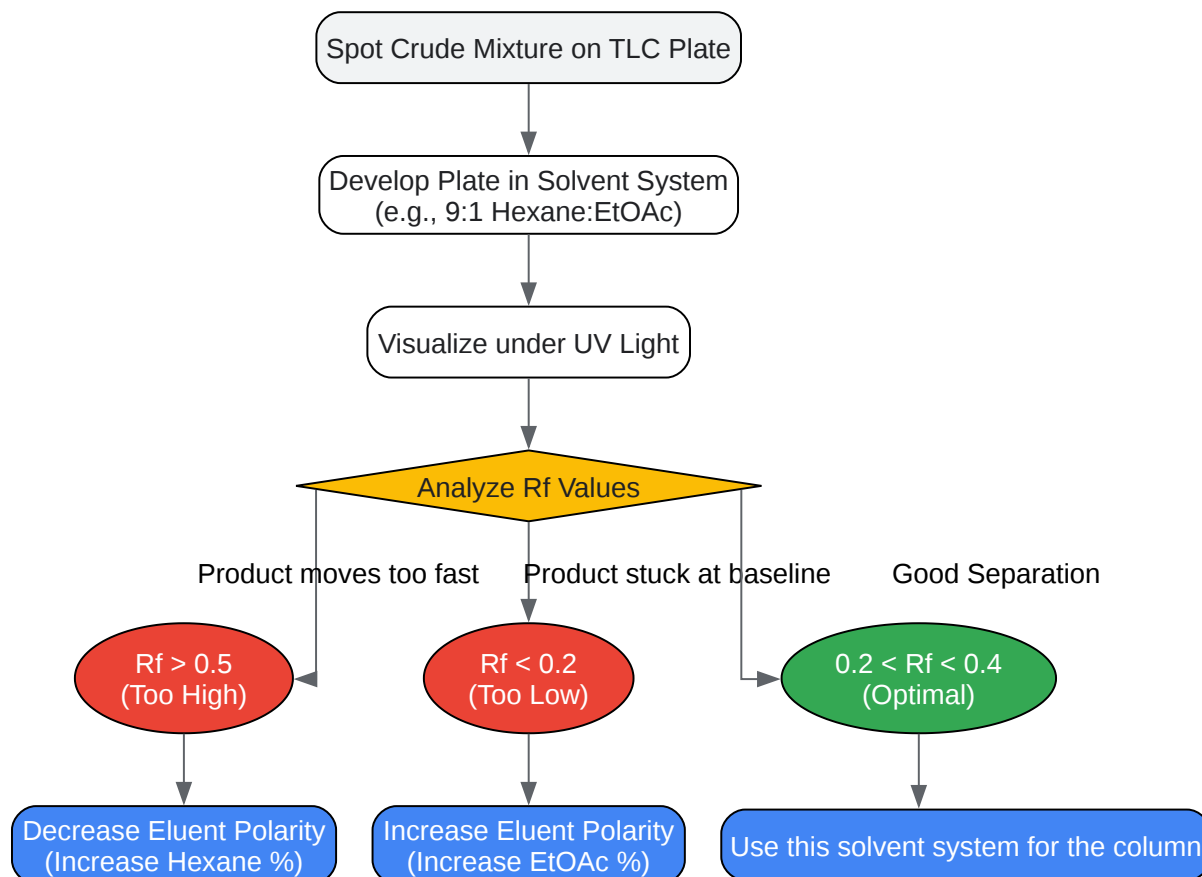 Spot Crude Mixture on TLC Plate
Develop Plate in Solvent System
(e.g., 9:1 Hexane:EtOAc)
Visualize under UV Light
Analyze Rf Values
Product moves too fast
Product stuck at baseline
Good Separation
Rf > 0.5
(Too High)
Rf < 0.2
(Too Low)
0.2 < Rf < 0.4
(Optimal)
Decrease Eluent Polarity
(Increase Hexane %)
Increase Eluent Polarity
(Increase EtOAc %)
Use this solvent system for the column